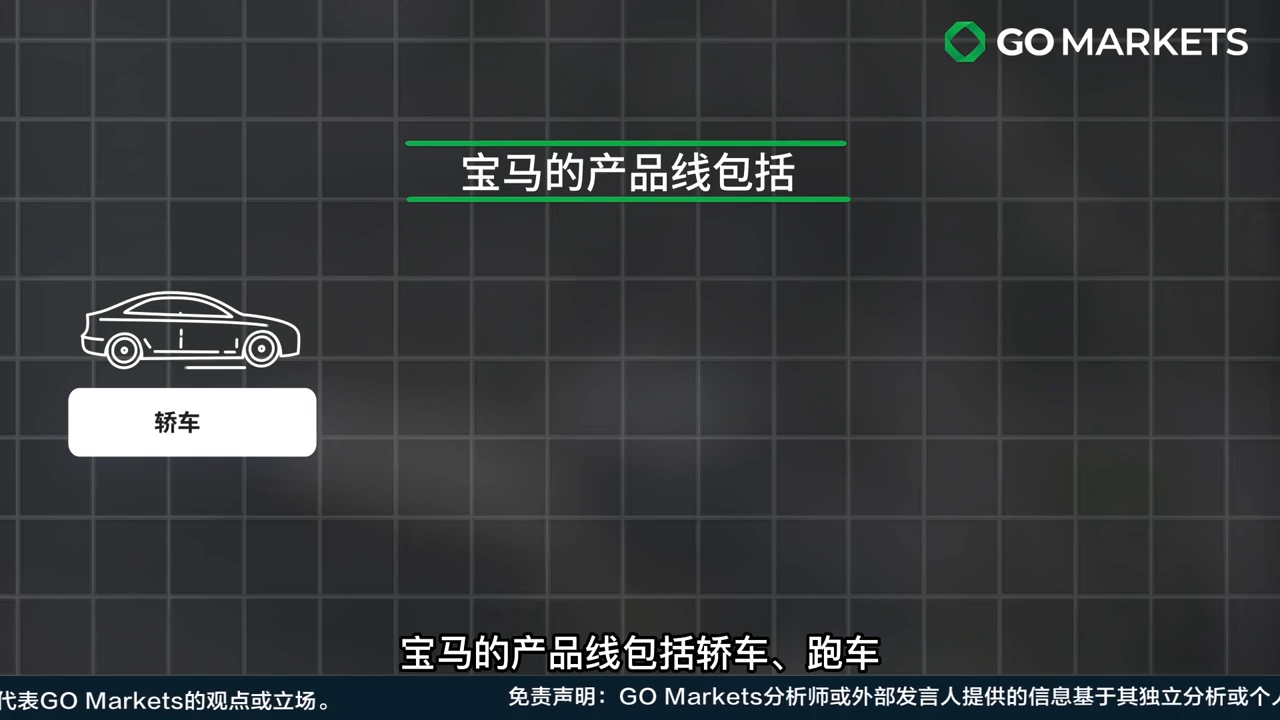 GO MARKETS
宝马的产品线包括
轿车
宝马的产品线包括轿车、跑车
代表GO Markets的观点或立场。 免责声明：GO Markets分析师或外部发言人提供的信息基于其独立分析或个